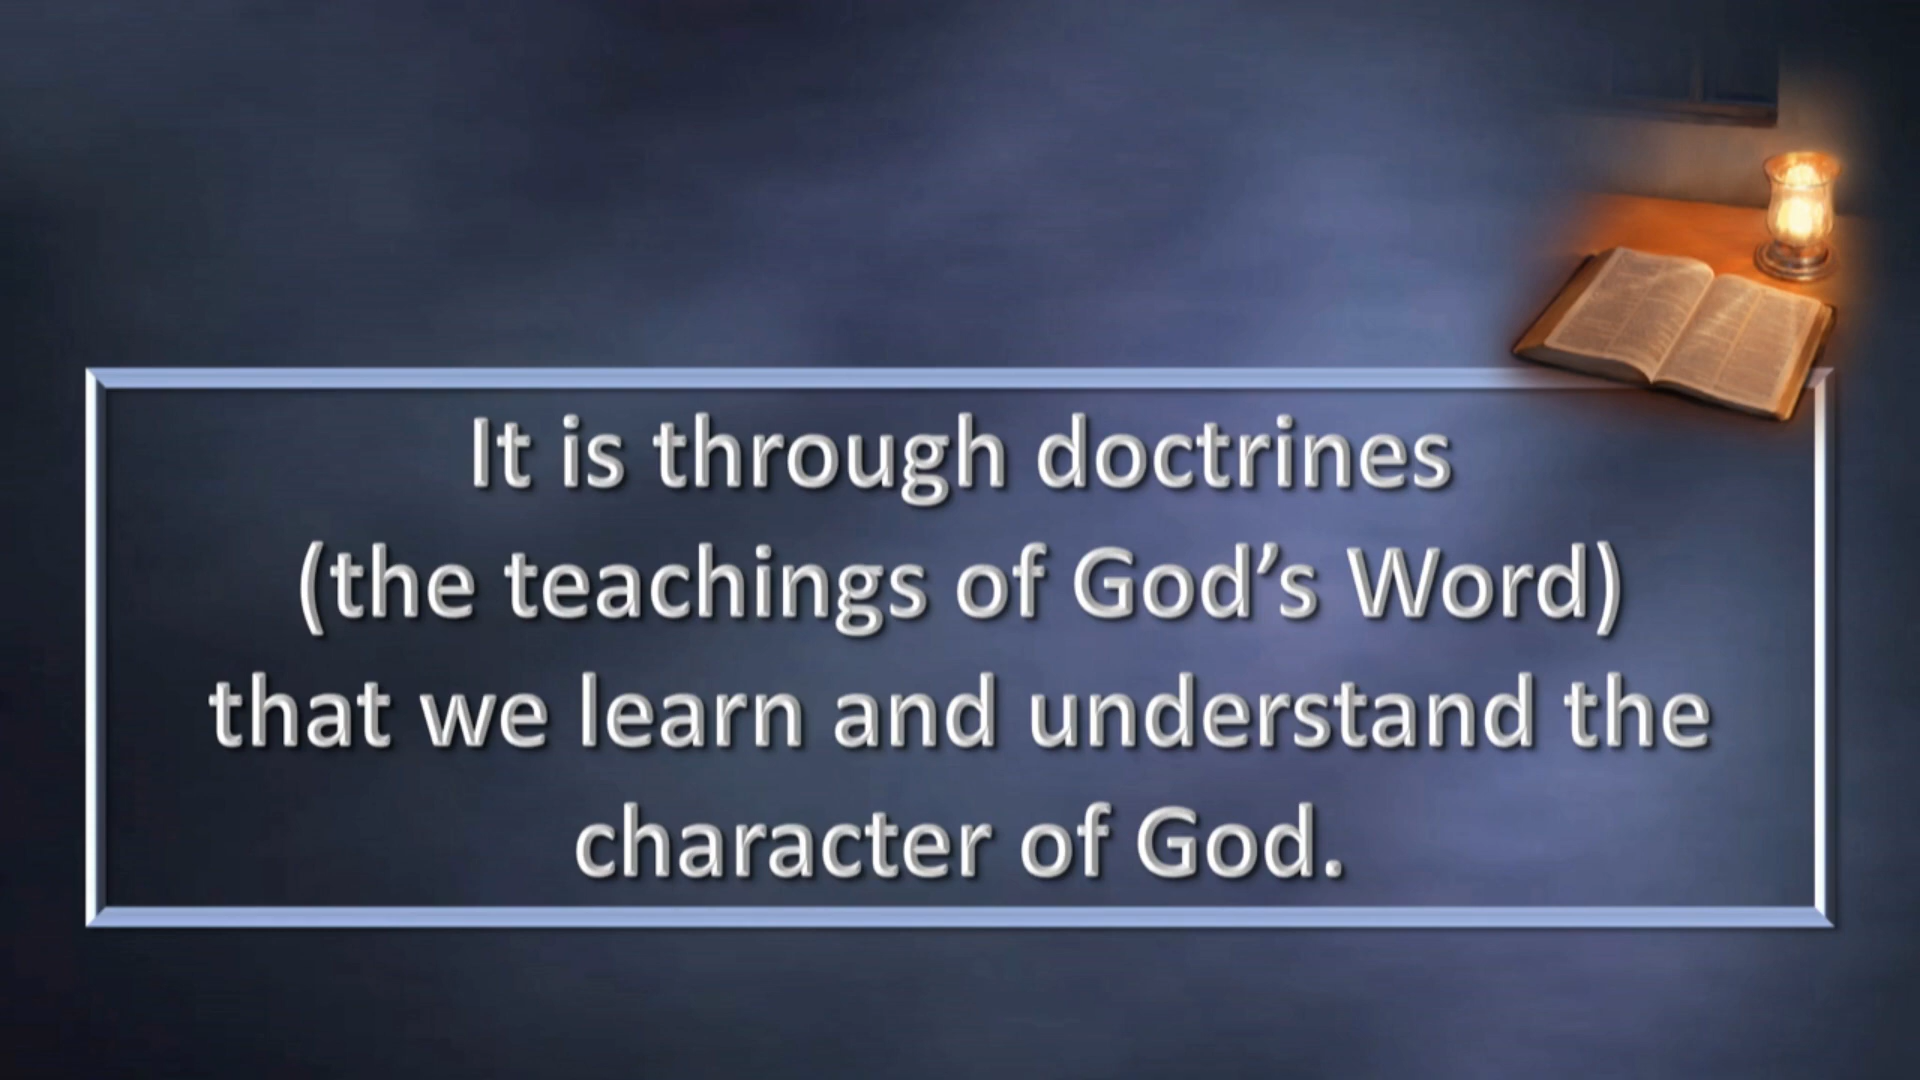 It is through doctrines
(the teachings of God’s Word)
that we learn and understand the
character of God.